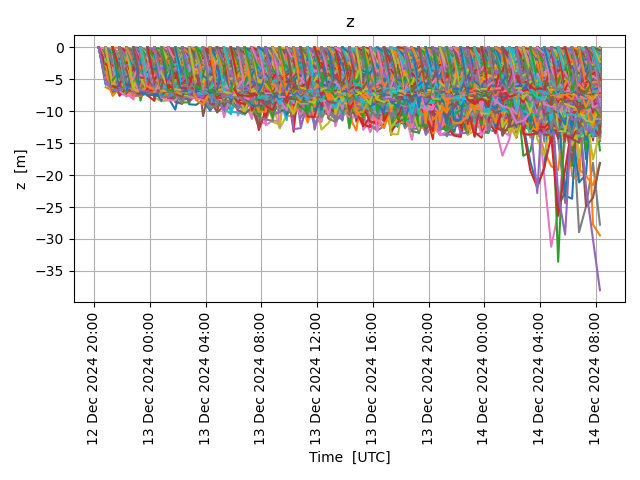 z
0
−5
−10
−15
−20
−25
−30
−35
z [m]
12 Dec 2024 20:00
13 Dec 2024 00:00
13 Dec 2024 04:00
13 Dec 2024 08:00
13 Dec 2024 12:00
13 Dec 2024 16:00
13 Dec 2024 20:00
14 Dec 2024 00:00
14 Dec 2024 04:00
14 Dec 2024 08:00
Time [UTC]